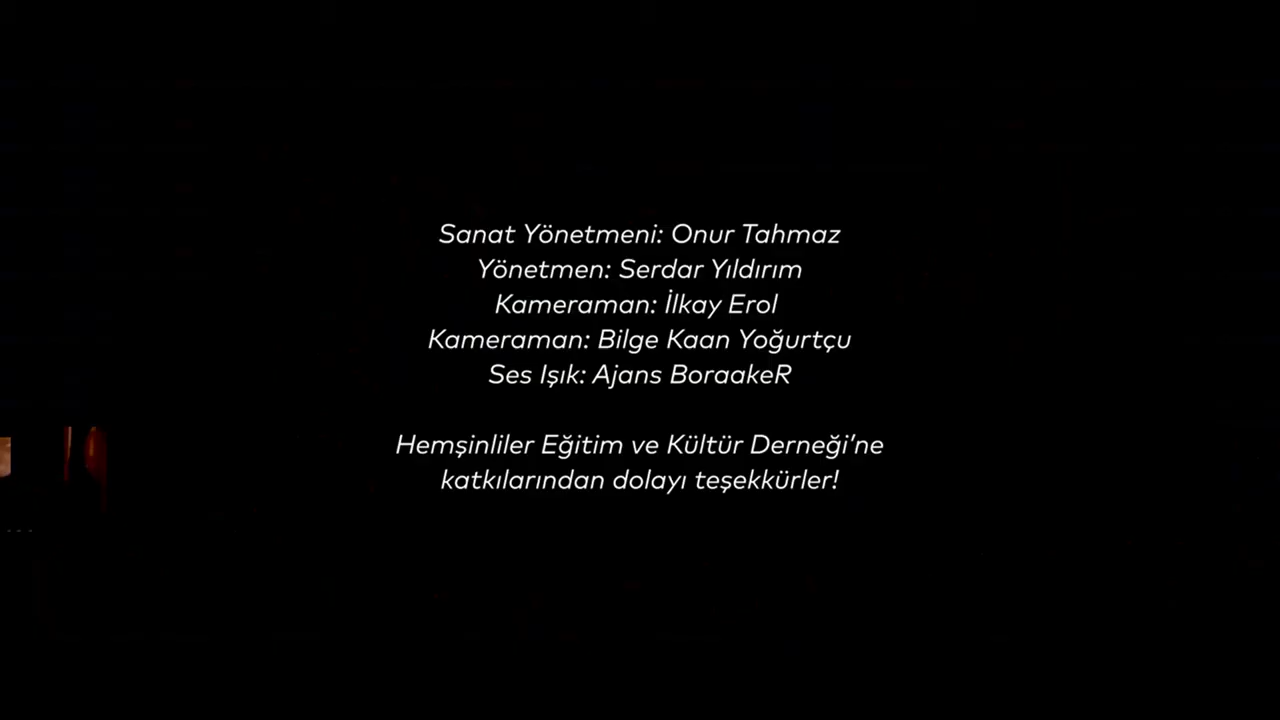 Sanat Yönetmeni: Onur Tahmaz
Yönetmen: Serdar Yıldırım
Kameraman: İlkay Erol
Kameraman: Bilge Kaan Yoğurtçu
Ses Işık: Ajans BoraakeR
Hemşinliler Eğitim ve Kültür Derneği'ne
katkılarından dolayı teşekkürler!